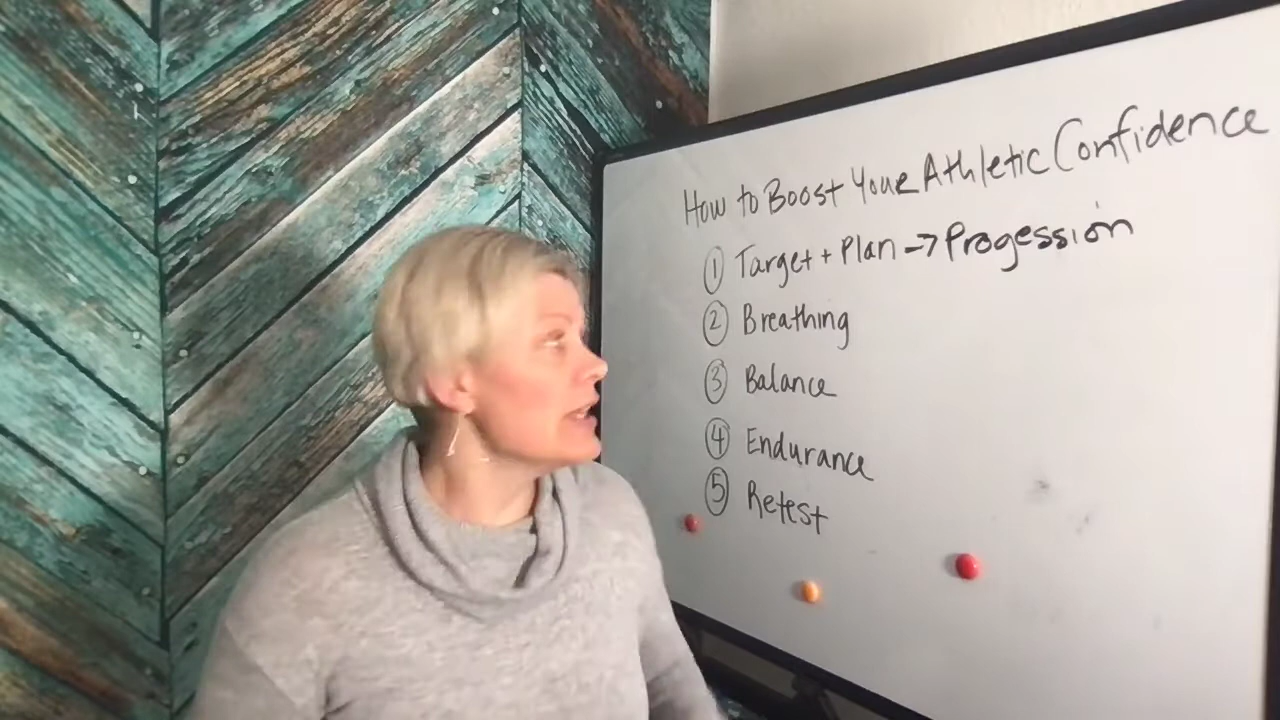 How to Boost Your Athletic Confidence
① Target + Plan → Progession
② Breathing
③ Balance
④ Endurance
⑤ Retest